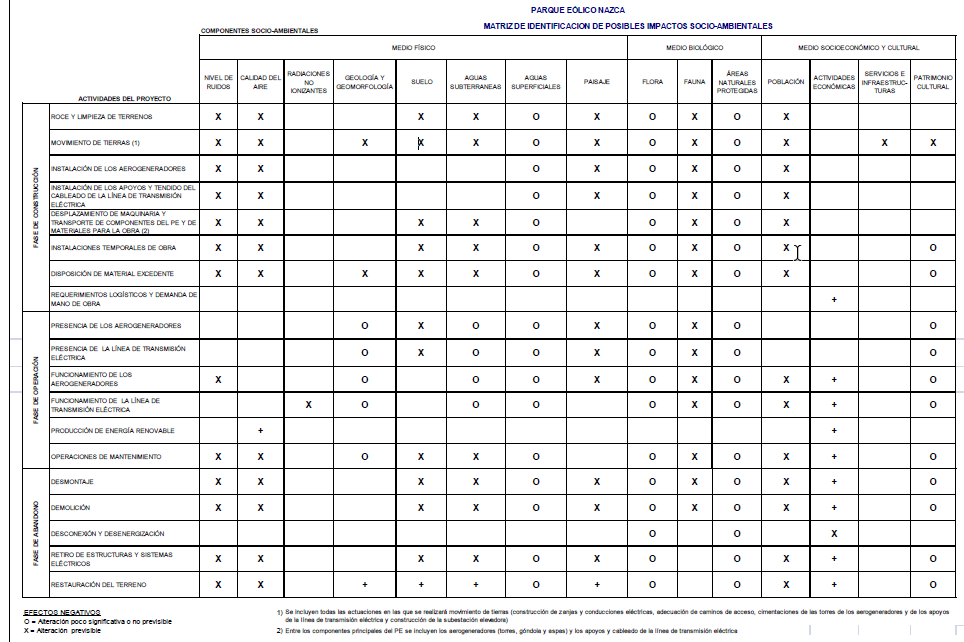 PARQUE EÓLICO NAZCA
MATRIZ DE IDENTIFICACION DE POSIBLES IMPACTOS SOCIO-AMBIENTALES
COMPONENTES SOCIO-AMBIENTALES
MEDIO FÍSICO MEDIO BIOLÓGICO MEDIO SOCIOECONÓMICO Y CULTURAL
ACTIVIDADES DEL PROYECTO
NIVEL DE
RUIDOS
CALIDAD DEL
AIRE
RADIACIONES
NO
IONIZANTES
GEOLOGÍA Y
GEOMORFOLOGÍA
SUELO
AGUAS
SUBTERRANEAS
AGUAS
SUPERFICIALES
PAISAJE
FLORA
FAUNA
ÁREAS
NATURALES
PROTEGIDAS
POBLACIÓN
ACTIVIDADES
ECONÓMICAS
SERVICIOS E
INFRAESTRUC-
TURAS
PATRIMONIO
CULTURAL
FASE DE CONSTRUCCIÓN
ROCE Y LIMPIEZA DE TERRENOS X X X X O X O X O X
MOVIMIENTO DE TIERRAS (1) X X X X X O X O X O X X X
INSTALACIÓN DE LOS AEROGENERADORES X X O X O X O X
INSTALACIÓN DE LOS APOYOS Y TENDIDO DEL
CABLEADO DE LA LÍNEA DE TRANSMISIÓN
ELÉCTRICA X X O X O X O X
DESPLAZAMIENTO DE MAQUINARIA Y
TRANSPORTE DE COMPONENTES DEL PE Y DE
MATERIALES PARA LA OBRA (2) X X X X O O X O X
INSTALACIONES TEMPORALES DE OBRA X X X X O X O X O X O
DISPOSICIÓN DE MATERIAL EXCEDENTE X X X X X O X O X O X O
REQUERIMIENTOS LOGÍSTICOS Y DEMANDA DE
MANO DE OBRA +
FASE DE OPERACIÓN
PRESENCIA DE LOS AEROGENERADORES O X O O X O X O O
PRESENCIA DE LA LÍNEA DE TRANSMISIÓN
ELÉCTRICA O X O O X O X O O
FUNCIONAMIENTO DE LOS
AEROGENERADORES X O O O X O X O X + O
FUNCIONAMIENTO DE LA LÍNEA DE
TRANSMISIÓN ELÉCTRICA X O O O O X O X + O
PRODUCCIÓN DE ENERGÍA RENOVABLE + +
OPERACIONES DE MANTENIMIENTO X X O X X O O X O X + O
FASE DE ABANDONO
DESMONTAJE X X X X O X O X O X + O
DEMOLICIÓN X X X X O X O X O X + O
DESCONEXIÓN Y DESENERGIZACIÓN O O X
RETIRO DE ESTRUCTURAS Y SISTEMAS
ELÉCTRICOS X X X X O X O O X + O
RESTAURACIÓN DEL TERRENO X X + + + O + O O X + O
EFECTOS NEGATIVOS
O = Alteración poco significativa o no previsible
X = Alteración previsible
1) Se incluyen todas las actuaciones en las que se realizará movimiento de tierras (construcción de zanjas y conducciones eléctricas, adecuación de caminos de acceso, cimentaciones de las torres de los aerogeneradores y de los apoyos
de la línea de transmisión eléctrica y construcción de la subestación elevadora)
2) Entre los componentes principales del PE se incluyen los aerogeneradores (torres, góndola y aspas) y los apoyos y cableado de la línea de transmisión eléctrica